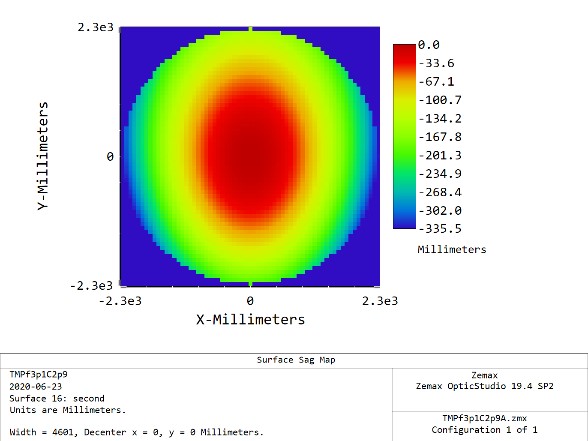 2.3e3
0
-2.3e3
Y-Millimeters
-2.3e3 0 2.3e3
X-Millimeters
0.0
-33.6
-67.1
-100.7
-134.2
-167.8
-201.3
-234.9
-268.4
-302.0
-335.5
Millimeters
Surface Sag Map
TMPf3p1C2p9
2020-06-23
Surface 16: second
Units are Millimeters.
Width = 4601, Decenter x = 0, y = 0 Millimeters.
Zemax
Zemax OpticStudio 19.4 SP2
TMPf3p1C2p9A.zmx
Configuration 1 of 1